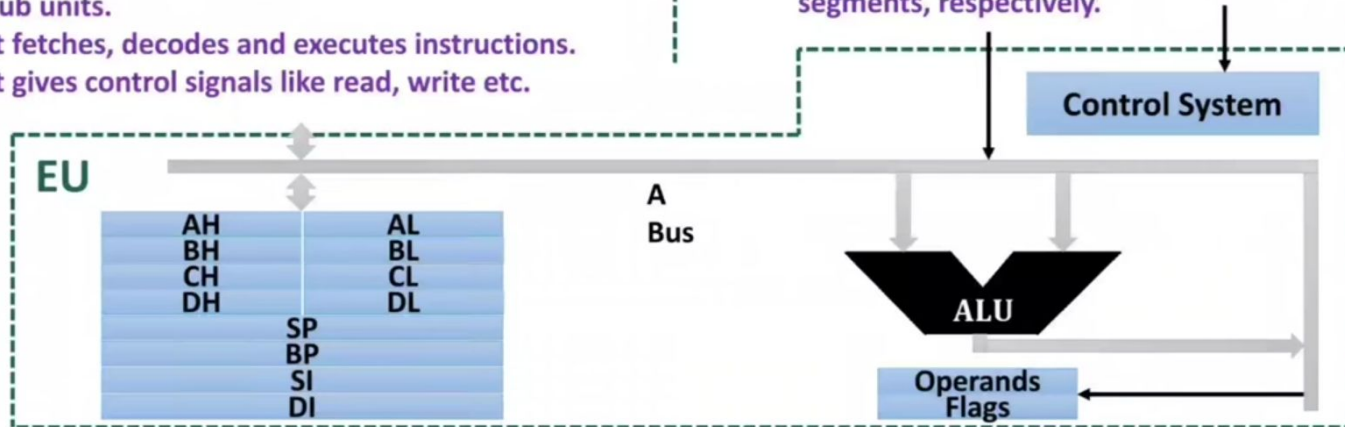 ub units.
segments, respectively.
t fetches, decodes and executes instructions.
t gives control signals like read, write etc.
Control System
EU
A
Bus
AH AL
BH BL
CH CL
DH DL
SP
BP
SI
DI
ALU
Operands
Flags